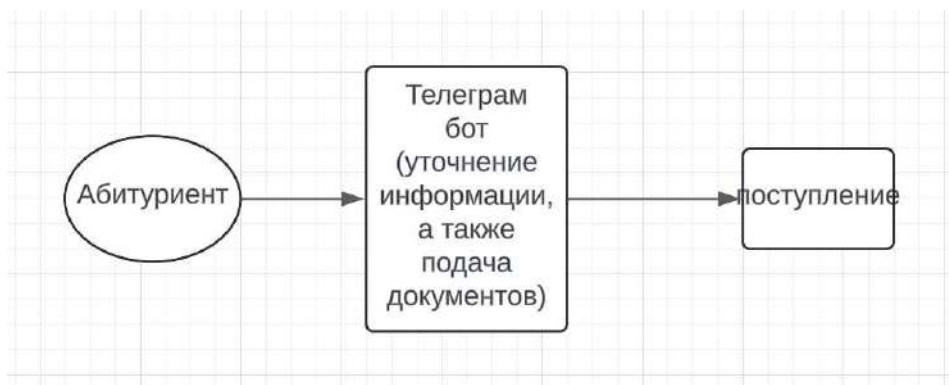 Абитуриент
Телеграм
бот
(уточнение
информации,
а также
подача
документов)
поступление